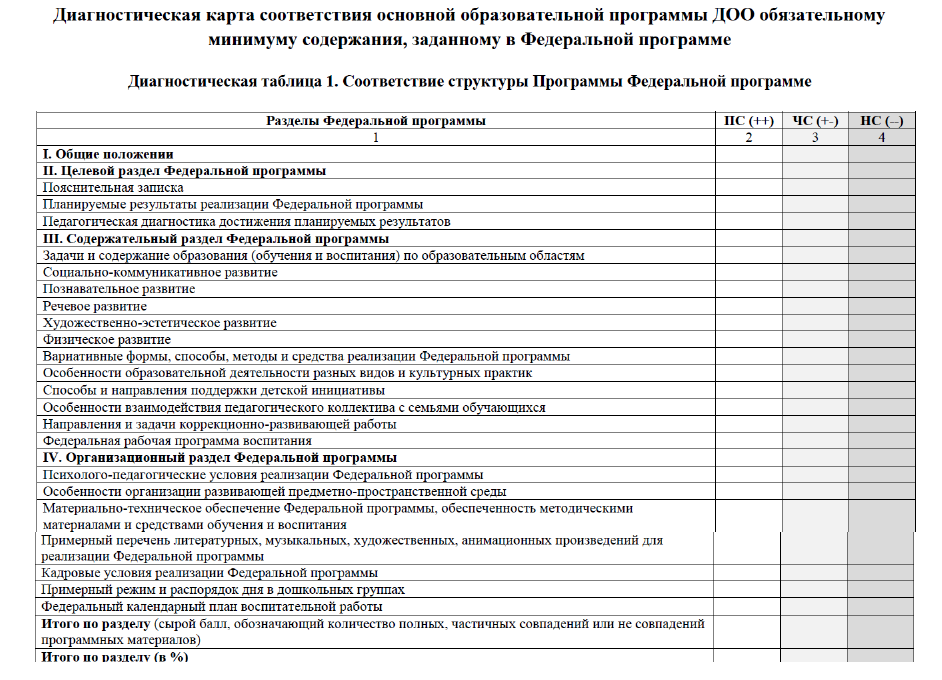 Диагностическая карта соответствия основной образовательной программы ДОО обязательному
минимуму содержания, заданному в Федеральной программе
Диагностическая таблица 1. Соответствие структуры Программы Федеральной программе
Разделы Федеральной программы ПС (++) ЧС (+-) НС (--)
1 2 3 4
I. Общие положении
II. Целевой раздел Федеральной программы
Пояснительная записка
Планируемые результаты реализации Федеральной программы
Педагогическая диагностика достижения планируемых результатов
III. Содержательный раздел Федеральной программы
Задачи и содержание образования (обучения и воспитания) по образовательным областям
Социально-коммуникативное развитие
Познавательное развитие
Речевое развитие
Художественно-эстетическое развитие
Физическое развитие
Вариативные формы, способы, методы и средства реализации Федеральной программы
Особенности образовательной деятельности разных видов и культурных практик
Способы и направления поддержки детской инициативы
Особенности взаимодействия педагогического коллектива с семьями обучающихся
Направления и задачи коррекционно-развивающей работы
Федеральная рабочая программа воспитания
IV. Организационный раздел Федеральной программы
Психолого-педагогические условия реализации Федеральной программы
Особенности организации развивающей предметно-пространственной среды
Материально-техническое обеспечение Федеральной программы, обеспеченность методическими
материалами и средствами обучения и воспитания
Примерный перечень литературных, музыкальных, художественных, анимационных произведений для
реализации Федеральной программы
Кадровые условия реализации Федеральной программы
Примерный режим и распорядок дня в дошкольных группах
Федеральный календарный план воспитательной работы
Итого по разделу (сырой балл, обозначающий количество полных, частичных совпадений или не совпадений
программных материалов)
Итого по разделу (в %)